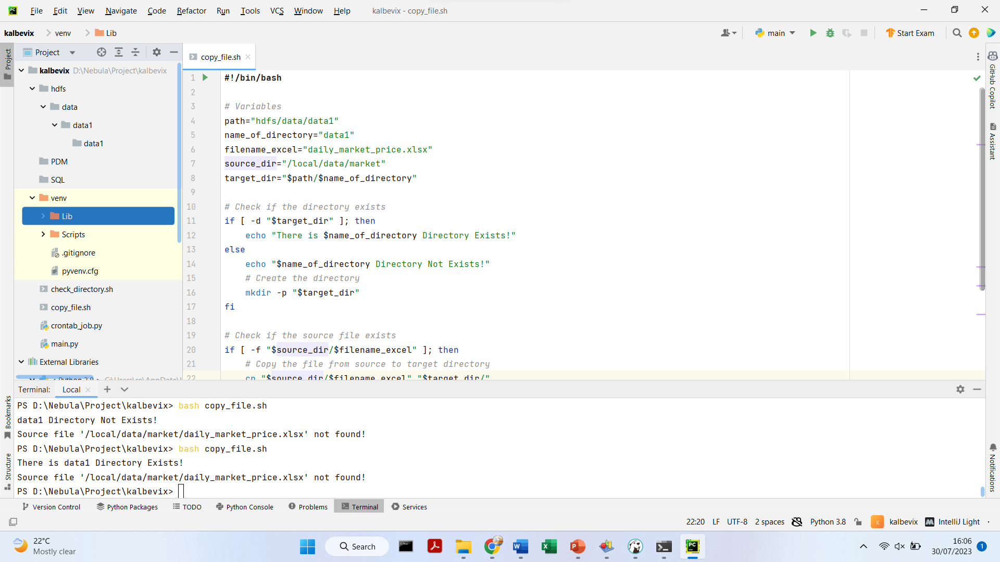 File Edit View Navigate Code Refactor Run Tools VCS Window Help kalbevix - copy_file.sh
kalbevix venv Lib main Start Exam
Project
Project
kalbevix D:\Nebula\Project\kalbevix
hdfs
data
data1
data1
PDM
SQL
venv
Lib
Scripts
.gitignore
pyvenv.cfg
check_directory.sh
copy_file.sh
crontab_job.py
main.py
External Libraries
copy_file.sh
1 #!/bin/bash
2
3 # Variables
4 path="hdfs/data/data1"
5 name_of_directory="data1"
6 filename_excel="daily_market_price.xlsx"
7 source_dir="/local/data/market"
8 target_dir="$path/$name_of_directory"
9
10 # Check if the directory exists
11 if [ -d "$target_dir" ]; then
12 echo "There is $name_of_directory Directory Exists!"
13 else
14 echo "$name_of_directory Directory Not Exists!"
15 # Create the directory
16 mkdir -p "$target_dir"
17 fi
18
19 # Check if the source file exists
20 if [ -f "$source_dir/$filename_excel" ]; then
21 # Copy the file from source to target directory
22 cp "$source_dir/$filename_excel" "$target_dir/"
GitHub Copilot
Assistant
Notifications
Bookmarks
Structure
Terminal: Local
PS D:\Nebula\Project\kalbevix> bash copy_file.sh
data1 Directory Not Exists!
Source file '/local/data/market/daily_market_price.xlsx' not found!
PS D:\Nebula\Project\kalbevix> bash copy_file.sh
There is data1 Directory Exists!
Source file '/local/data/market/daily_market_price.xlsx' not found!
PS D:\Nebula\Project\kalbevix>
Version Control Python Packages TODO Python Console Problems Terminal Services
22:20 LF UTF-8 2 spaces Python 3.8 K kalbevix IntelliJ Light
22°C
Mostly clear
Search
16:06
30/07/2023
1